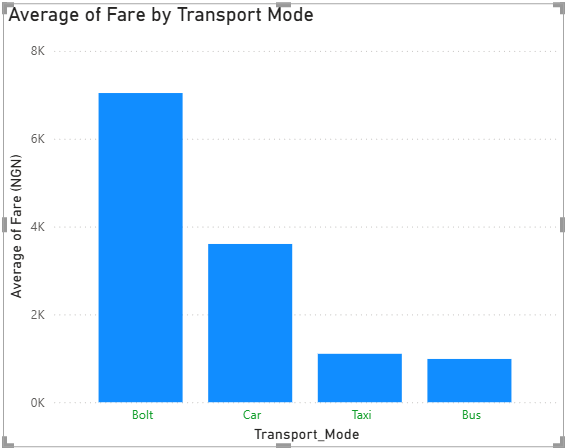 Average of Fare by Transport Mode
8K
6K
4K
2K
0K
Average of Fare (NGN)
Bolt Car Taxi Bus
Transport_Mode